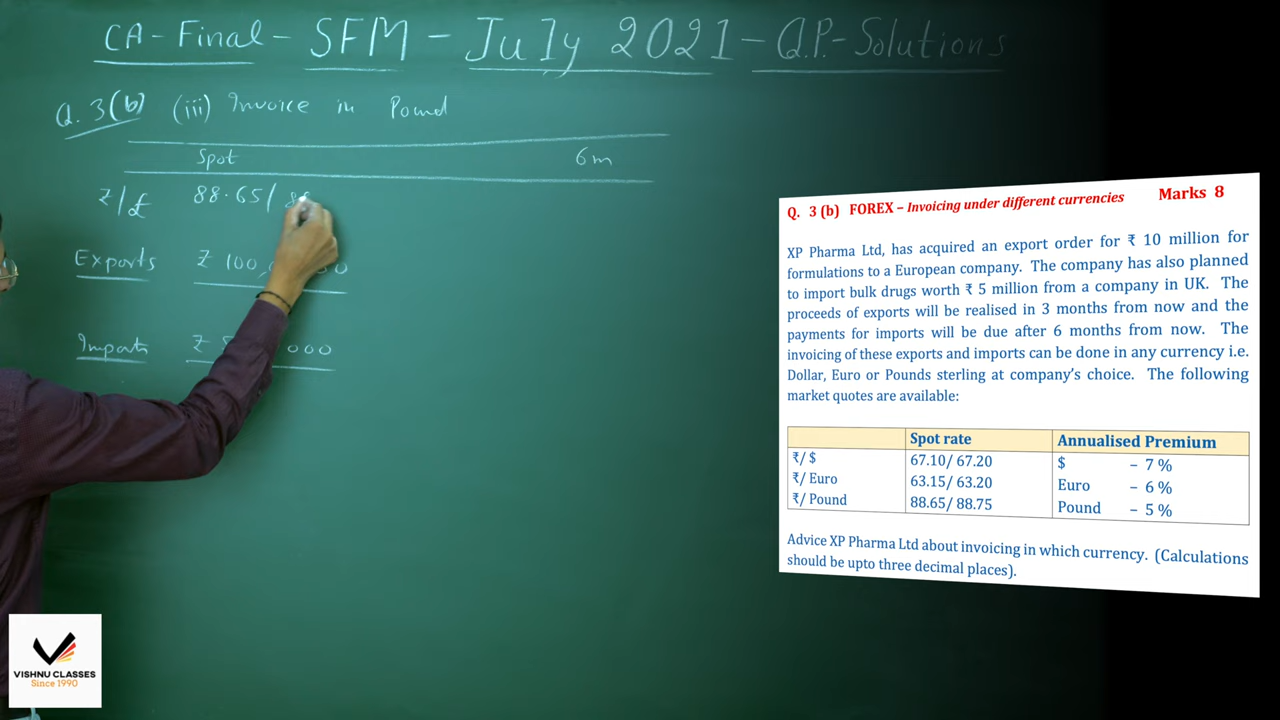 CA - Final - SFM - July 2021 - Q.P. - Solutions
Q. 3(b) (iii) Invoice in Pound
Spot 6m
₹/£ 88.65/
Exports ₹ 100,
Imports ₹ 000
Q. 3 (b) FOREX – Invoicing under different currencies Marks 8
XP Pharma Ltd, has acquired an export order for ₹ 10 million for
formulations to a European company. The company has also planned
to import bulk drugs worth ₹ 5 million from a company in UK. The
proceeds of exports will be realised in 3 months from now and the
payments for imports will be due after 6 months from now. The
invoicing of these exports and imports can be done in any currency i.e.
Dollar, Euro or Pounds sterling at company's choice. The following
market quotes are available:
Spot rate Annualised Premium
₹/ $ 67.10/ 67.20 $ – 7 %
₹/ Euro 63.15/ 63.20 Euro – 6 %
₹/ Pound 88.65/ 88.75 Pound – 5 %
Advice XP Pharma Ltd about invoicing in which currency. (Calculations
should be upto three decimal places).
VISHNU CLASSES
Since 1990